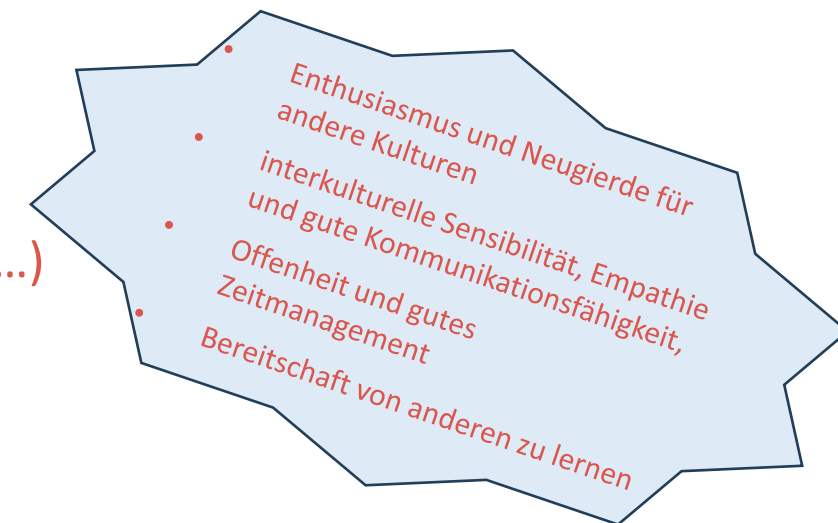 ...)
• Enthusiasmus und Neugierde für
andere Kulturen
• interkulturelle Sensibilität, Empathie
und gute Kommunikationsfähigkeit,
• Offenheit und gutes
Zeitmanagement
• Bereitschaft von anderen zu lernen